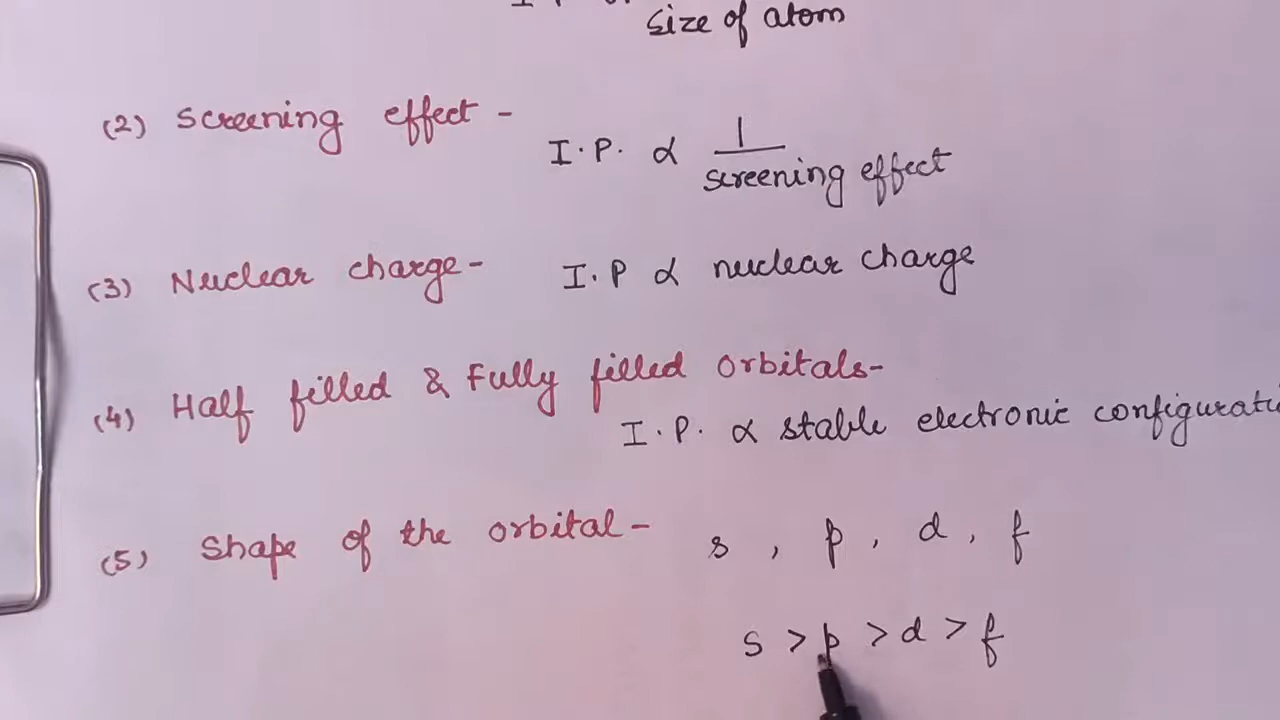 size of atom
(2) Screening effect -
I.P. ∝ 1/screening effect
(3) Nuclear charge - I.P ∝ nuclear charge
(4) Half filled & Fully filled orbitals-
I.P. ∝ stable electronic configurati
(5) Shape of the orbital - s, p, d, f
s > p > d > f